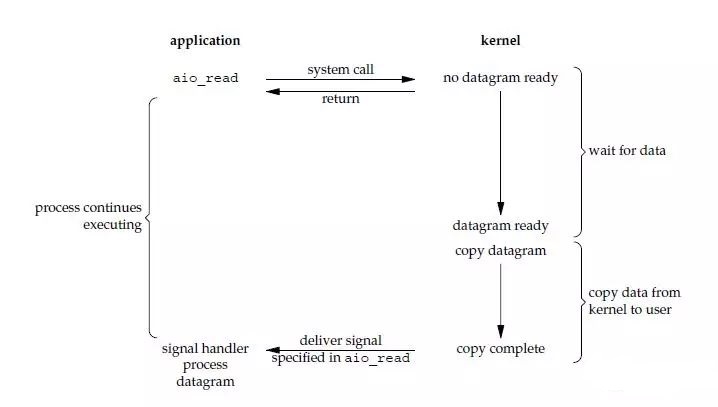 application
kernel
aio_read
system call
return
no datagram ready
wait for data
process continues
executing
datagram ready
copy datagram
copy data from
kernel to user
deliver signal
specified in aio_read
signal handler
process
datagram
copy complete